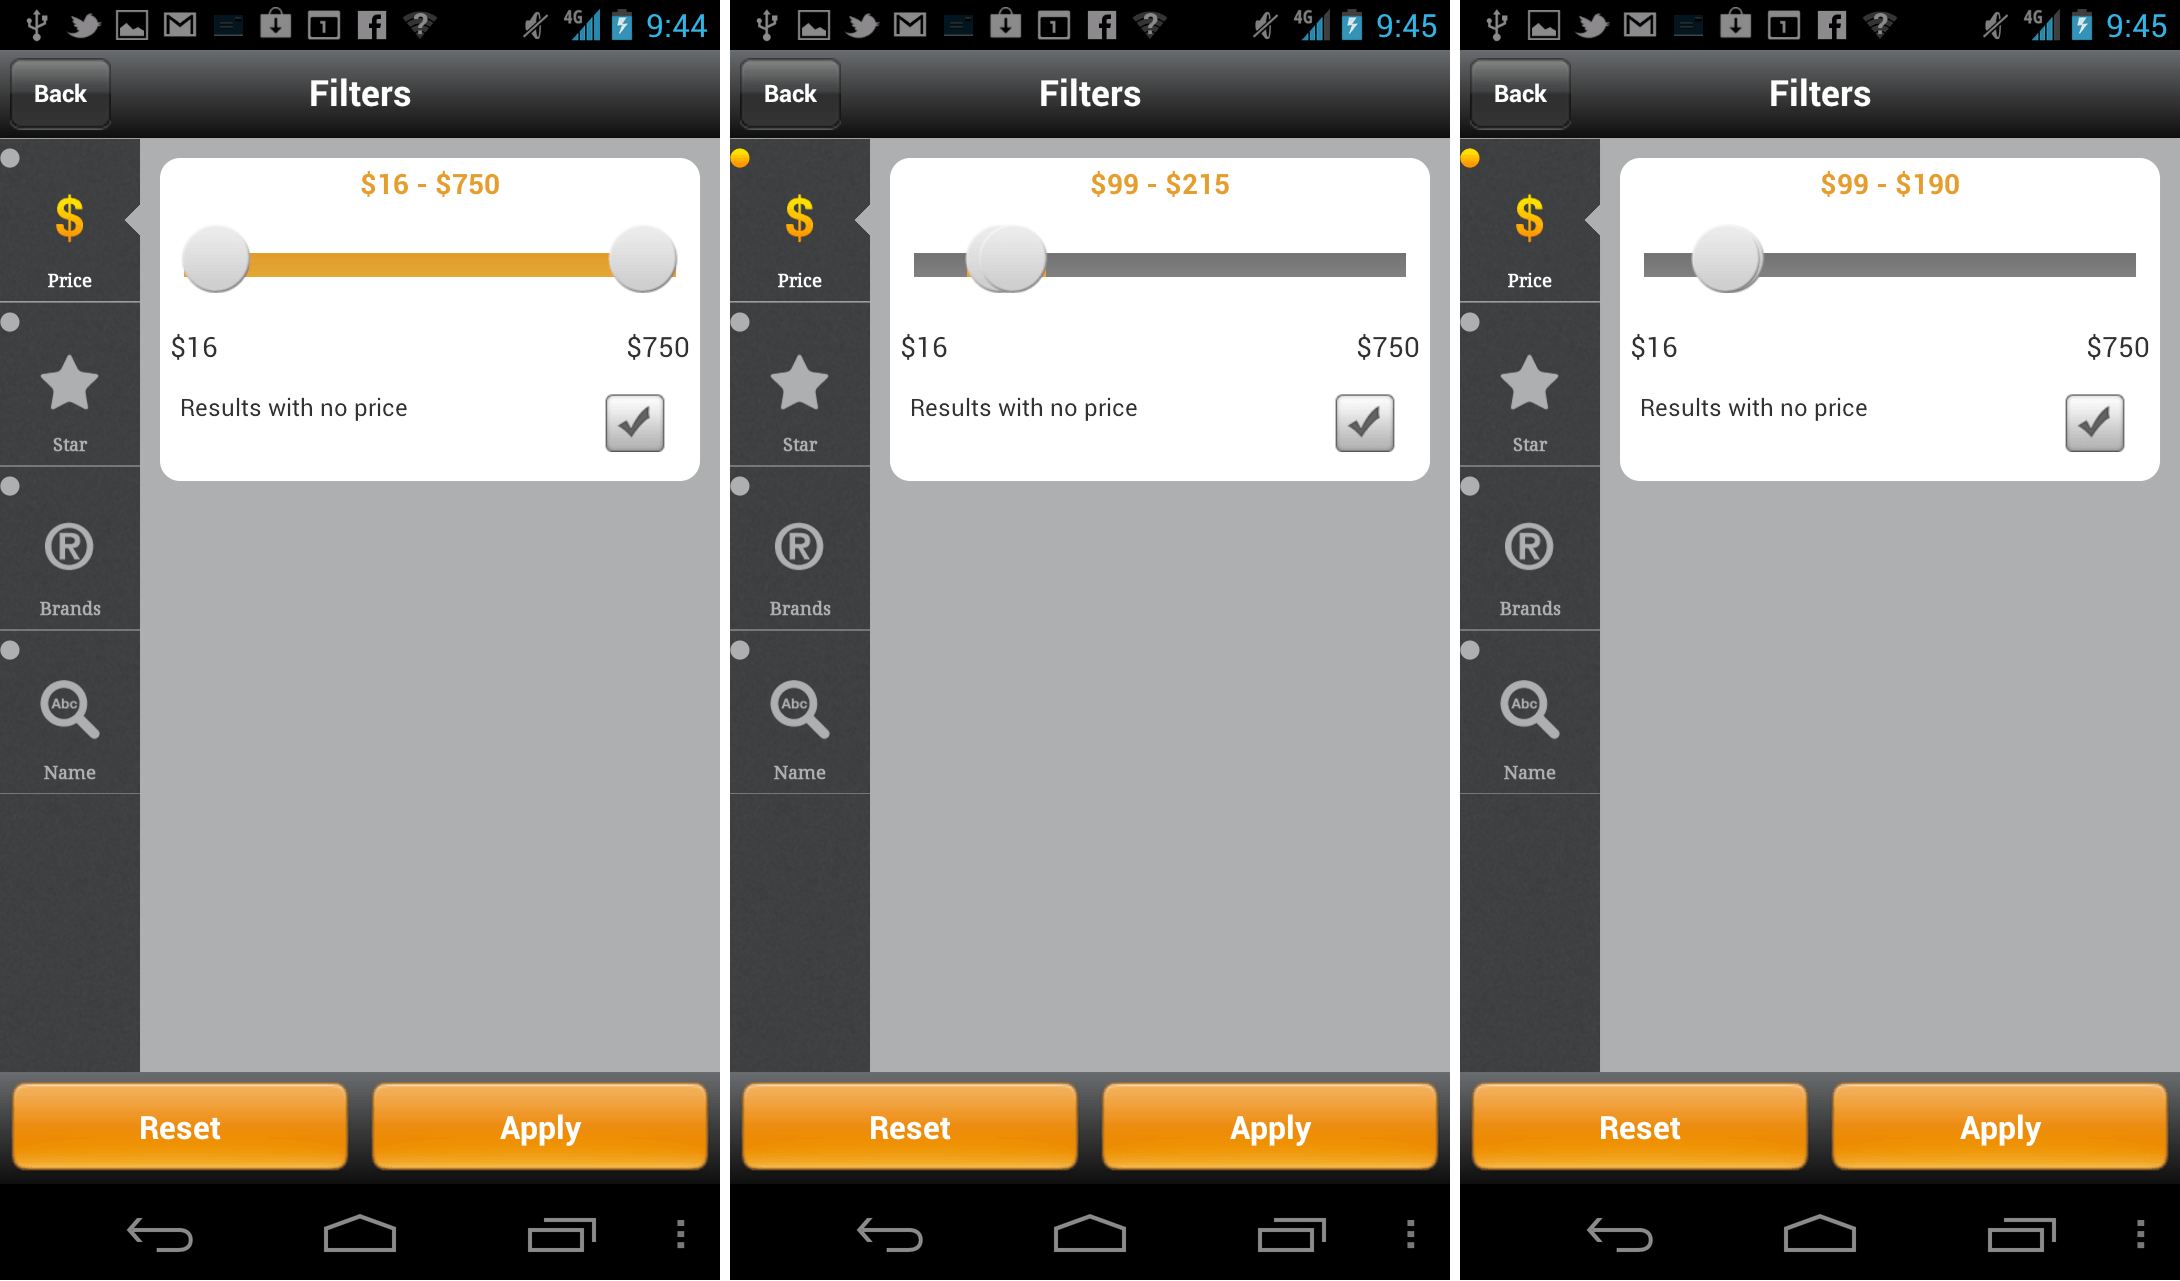 4G 9:44
Back
Filters
$
Price
$16 - $750
$16
$750
Results with no price
Star
®
Brands
Abc
Name
Reset
Apply
4G 9:45
Back
Filters
$
Price
$99 - $215
$16
$750
Results with no price
Star
®
Brands
Abc
Name
Reset
Apply
4G 9:45
Back
Filters
$
Price
$99 - $190
$16
$750
Results with no price
Star
®
Brands
Abc
Name
Reset
Apply